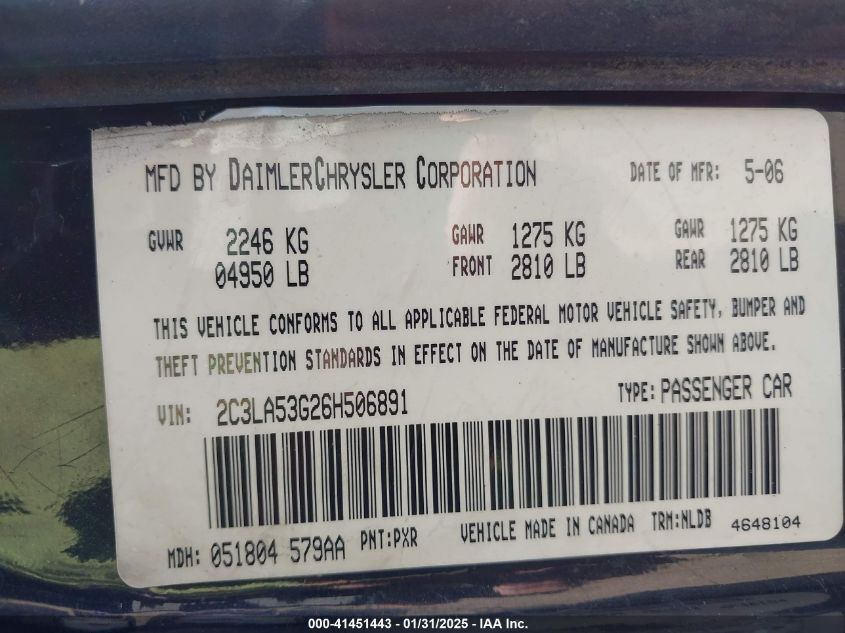 MFD BY DAIMLERCHRYSLER CORPORATION DATE OF MFR: 5-06
GVWR 2246 KG GAWR 1275 KG GAWR 1275 KG
04950 LB FRONT 2810 LB REAR 2810 LB
THIS VEHICLE CONFORMS TO ALL APPLICABLE FEDERAL MOTOR VEHICLE SAFETY, BUMPER AND
THEFT PREVENTION STANDARDS IN EFFECT ON THE DATE OF MANUFACTURE SHOWN ABOVE.
VIN: 2C3LA53G26H506891 TYPE: PASSENGER CAR
MDH: 051804 579AA PNT:PXR VEHICLE MADE IN CANADA TRM:NLDB 4648104
000-41451443 - 01/31/2025 - IAA Inc.